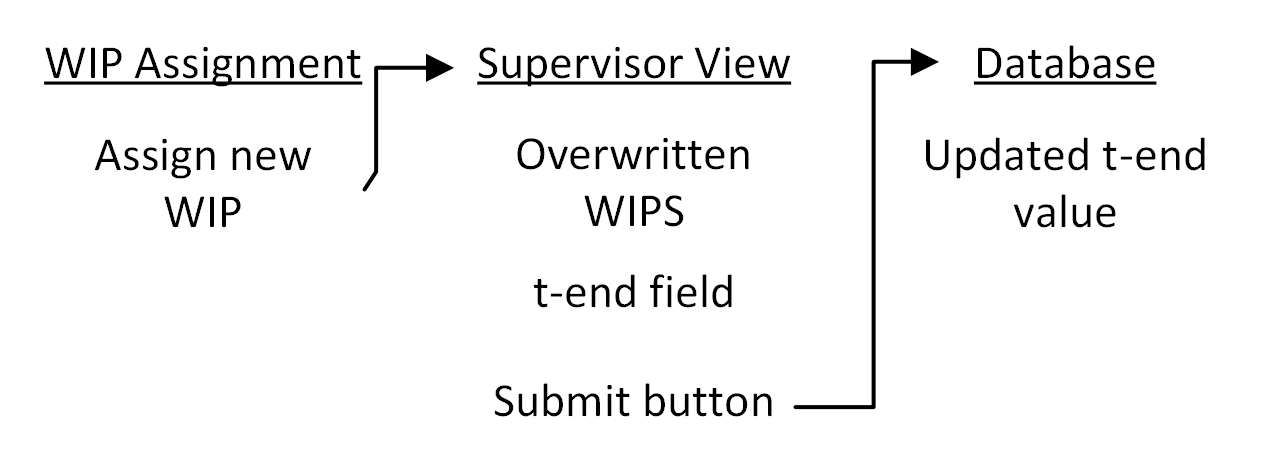 WIP Assignment
Assign new
WIP
Supervisor View
Overwritten
WIPS
t-end field
Submit button
Database
Updated t-end
value